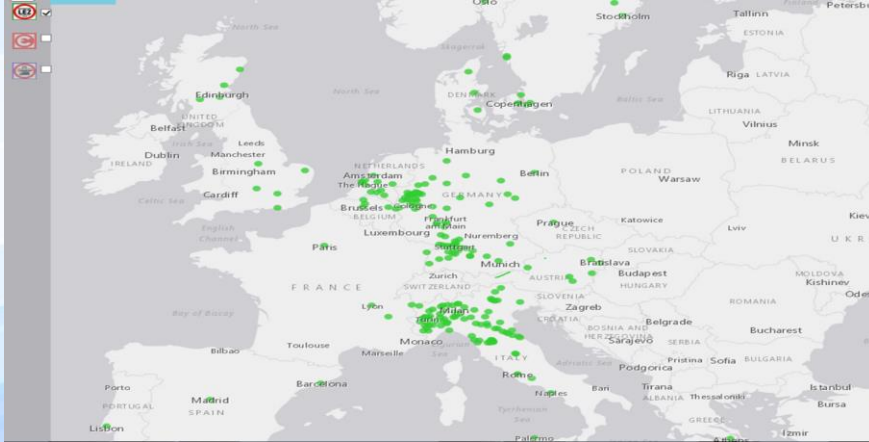 LEZ
Oslo
Stockholm
Tallinn
Petersb
ESTONIA
North Sea
Skagerrak
Riga LATVIA
North Sea
Edinburgh
DENMARK
Copenhagen
Baltic Sea
LITHUANIA
Vilnius
UNITED
KINGDOM
Belfast
Irish Sea
Leeds
Minsk
Dublin
Manchester
Hamburg
BELARUS
IRELAND
Birmingham
NETHERLANDS
Amsterdam
Berlin
POLAND
Warsaw
The Hague
Celtic Sea
Cardiff
GERMANY
Brussels
Cologne
BELGIUM
Frankfurt
am Main
Prague
Katowice
Kiev
English
Channel
Luxembourg
Nuremberg
CZECH
REPUBLIC
Lviv
UKR
Paris
Stuttgart
SLOVAKIA
Munich
Bratislava
Zurich
AUSTRIA
Budapest
MOLDOVA
FRANCE
SWITZERLAND
HUNGARY
Kishinev
SLOVENIA
Ode
Lyon
Milan
Zagreb
ROMANIA
Bay of Biscay
Turin
CROATIA
Belgrade
BOSNIA AND
HERZEGOVINA
Bucharest
Monaco
Sarajevo
SERBIA
Toulouse
Marseille
Sea
ITALY
Bilbao
Adriatic Sea
Pristina
Sofia
BULGARIA
Podgorica
Rome
Barcelona
Porto
Naples
Bari
Tirana
Istanbul
Madrid
ALBANIA
Thessaloniki
Bursa
PORTUGAL
SPAIN
Tyrrhenian
Sea
GREECE
Lisbon
Izmir
Palermo
Athens